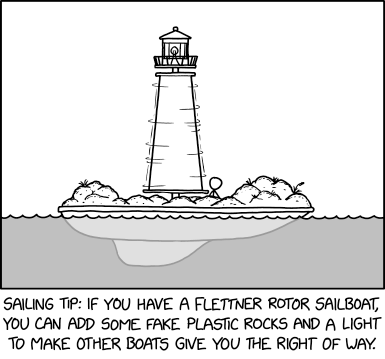 SAILING TIP: IF YOU HAVE A FLETTNER ROTOR SAILBOAT,
YOU CAN ADD SOME FAKE PLASTIC ROCKS AND A LIGHT
TO MAKE OTHER BOATS GIVE YOU THE RIGHT OF WAY.